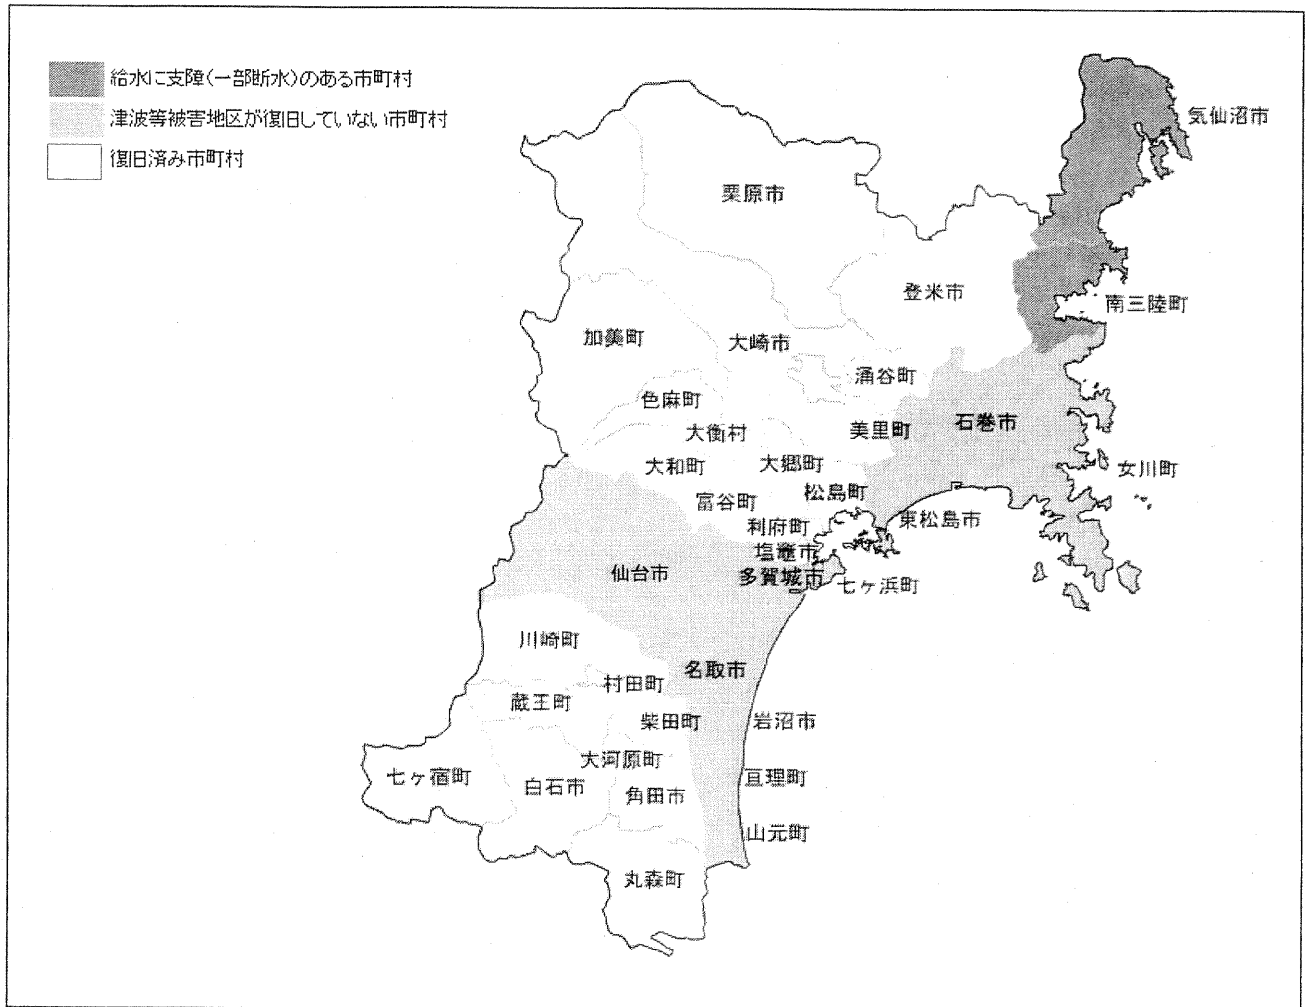 給水に支障(一部断水)のある市町村
津波等被害地区が復旧していない市町村
復旧済み市町村
気仙沼市
栗原市
登米市
南三陸町
加美町
大崎市
涌谷町
色麻町
石巻市
大衡村
美里町
大和町
大郷町
女川町
富谷町
松島町
利府町
東松島市
塩竈市
仙台市
多賀城市
七ヶ浜町
川崎町
名取市
村田町
蔵王町
柴田町
岩沼市
大河原町
七ヶ宿町
白石市
角田市
亘理町
山元町
丸森町